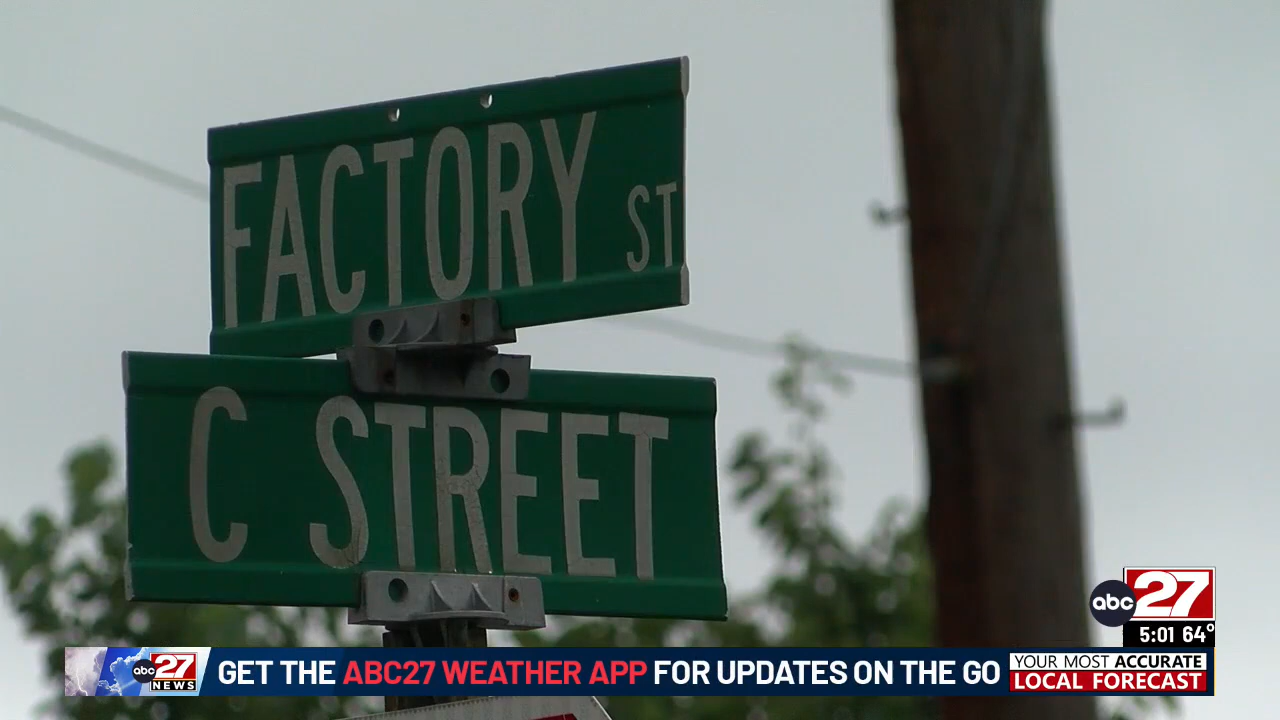 FACTORY ST
C STREET
abc 27
5:01 64°
abc 27 NEWS
GET THE ABC27 WEATHER APP FOR UPDATES ON THE GO
YOUR MOST ACCURATE
LOCAL FORECAST